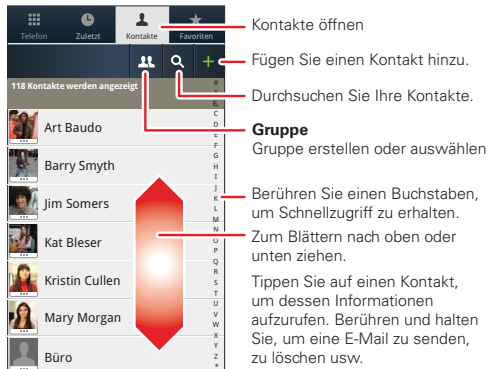 Telefon
Zuletzt
Kontakte
Favoriten
118 Kontakte werden angezeigt
Art Baudo
Barry Smyth
Jim Somers
Kat Bleser
Kristin Cullen
Mary Morgan
Büro
#
A
B
C
D
E
F
G
H
I
J
K
L
M
N
O
P
Q
R
S
T
U
V
W
X
Y
Z
*
Kontakte öffnen
Fügen Sie einen Kontakt hinzu.
Durchsuchen Sie Ihre Kontakte.
Gruppe
Gruppe erstellen oder auswählen
Berühren Sie einen Buchstaben,
um Schnellzugriff zu erhalten.
Zum Blättern nach oben oder
unten ziehen.
Tippen Sie auf einen Kontakt,
um dessen Informationen
aufzurufen. Berühren und halten
Sie, um eine E-Mail zu senden,
zu löschen usw.